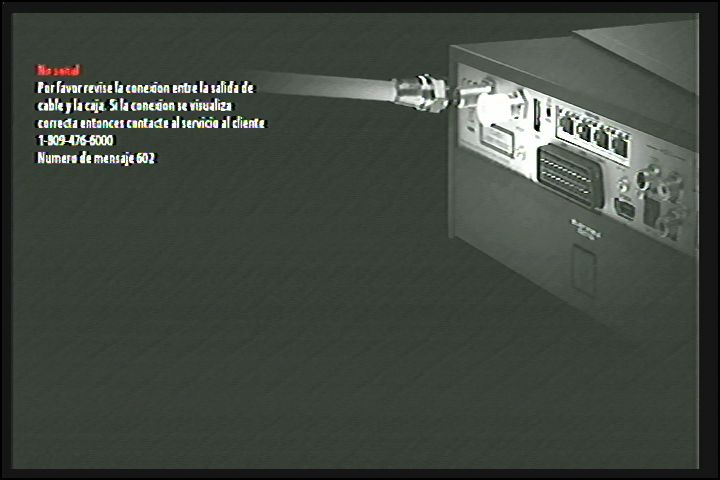 No señal
Por favor revise la conexion entre la salida de
cable y la caja. Si la conexion se visualiza
correcta entonces contacte al servicio al cliente
1-809-476-6000
Numero de mensaje 602